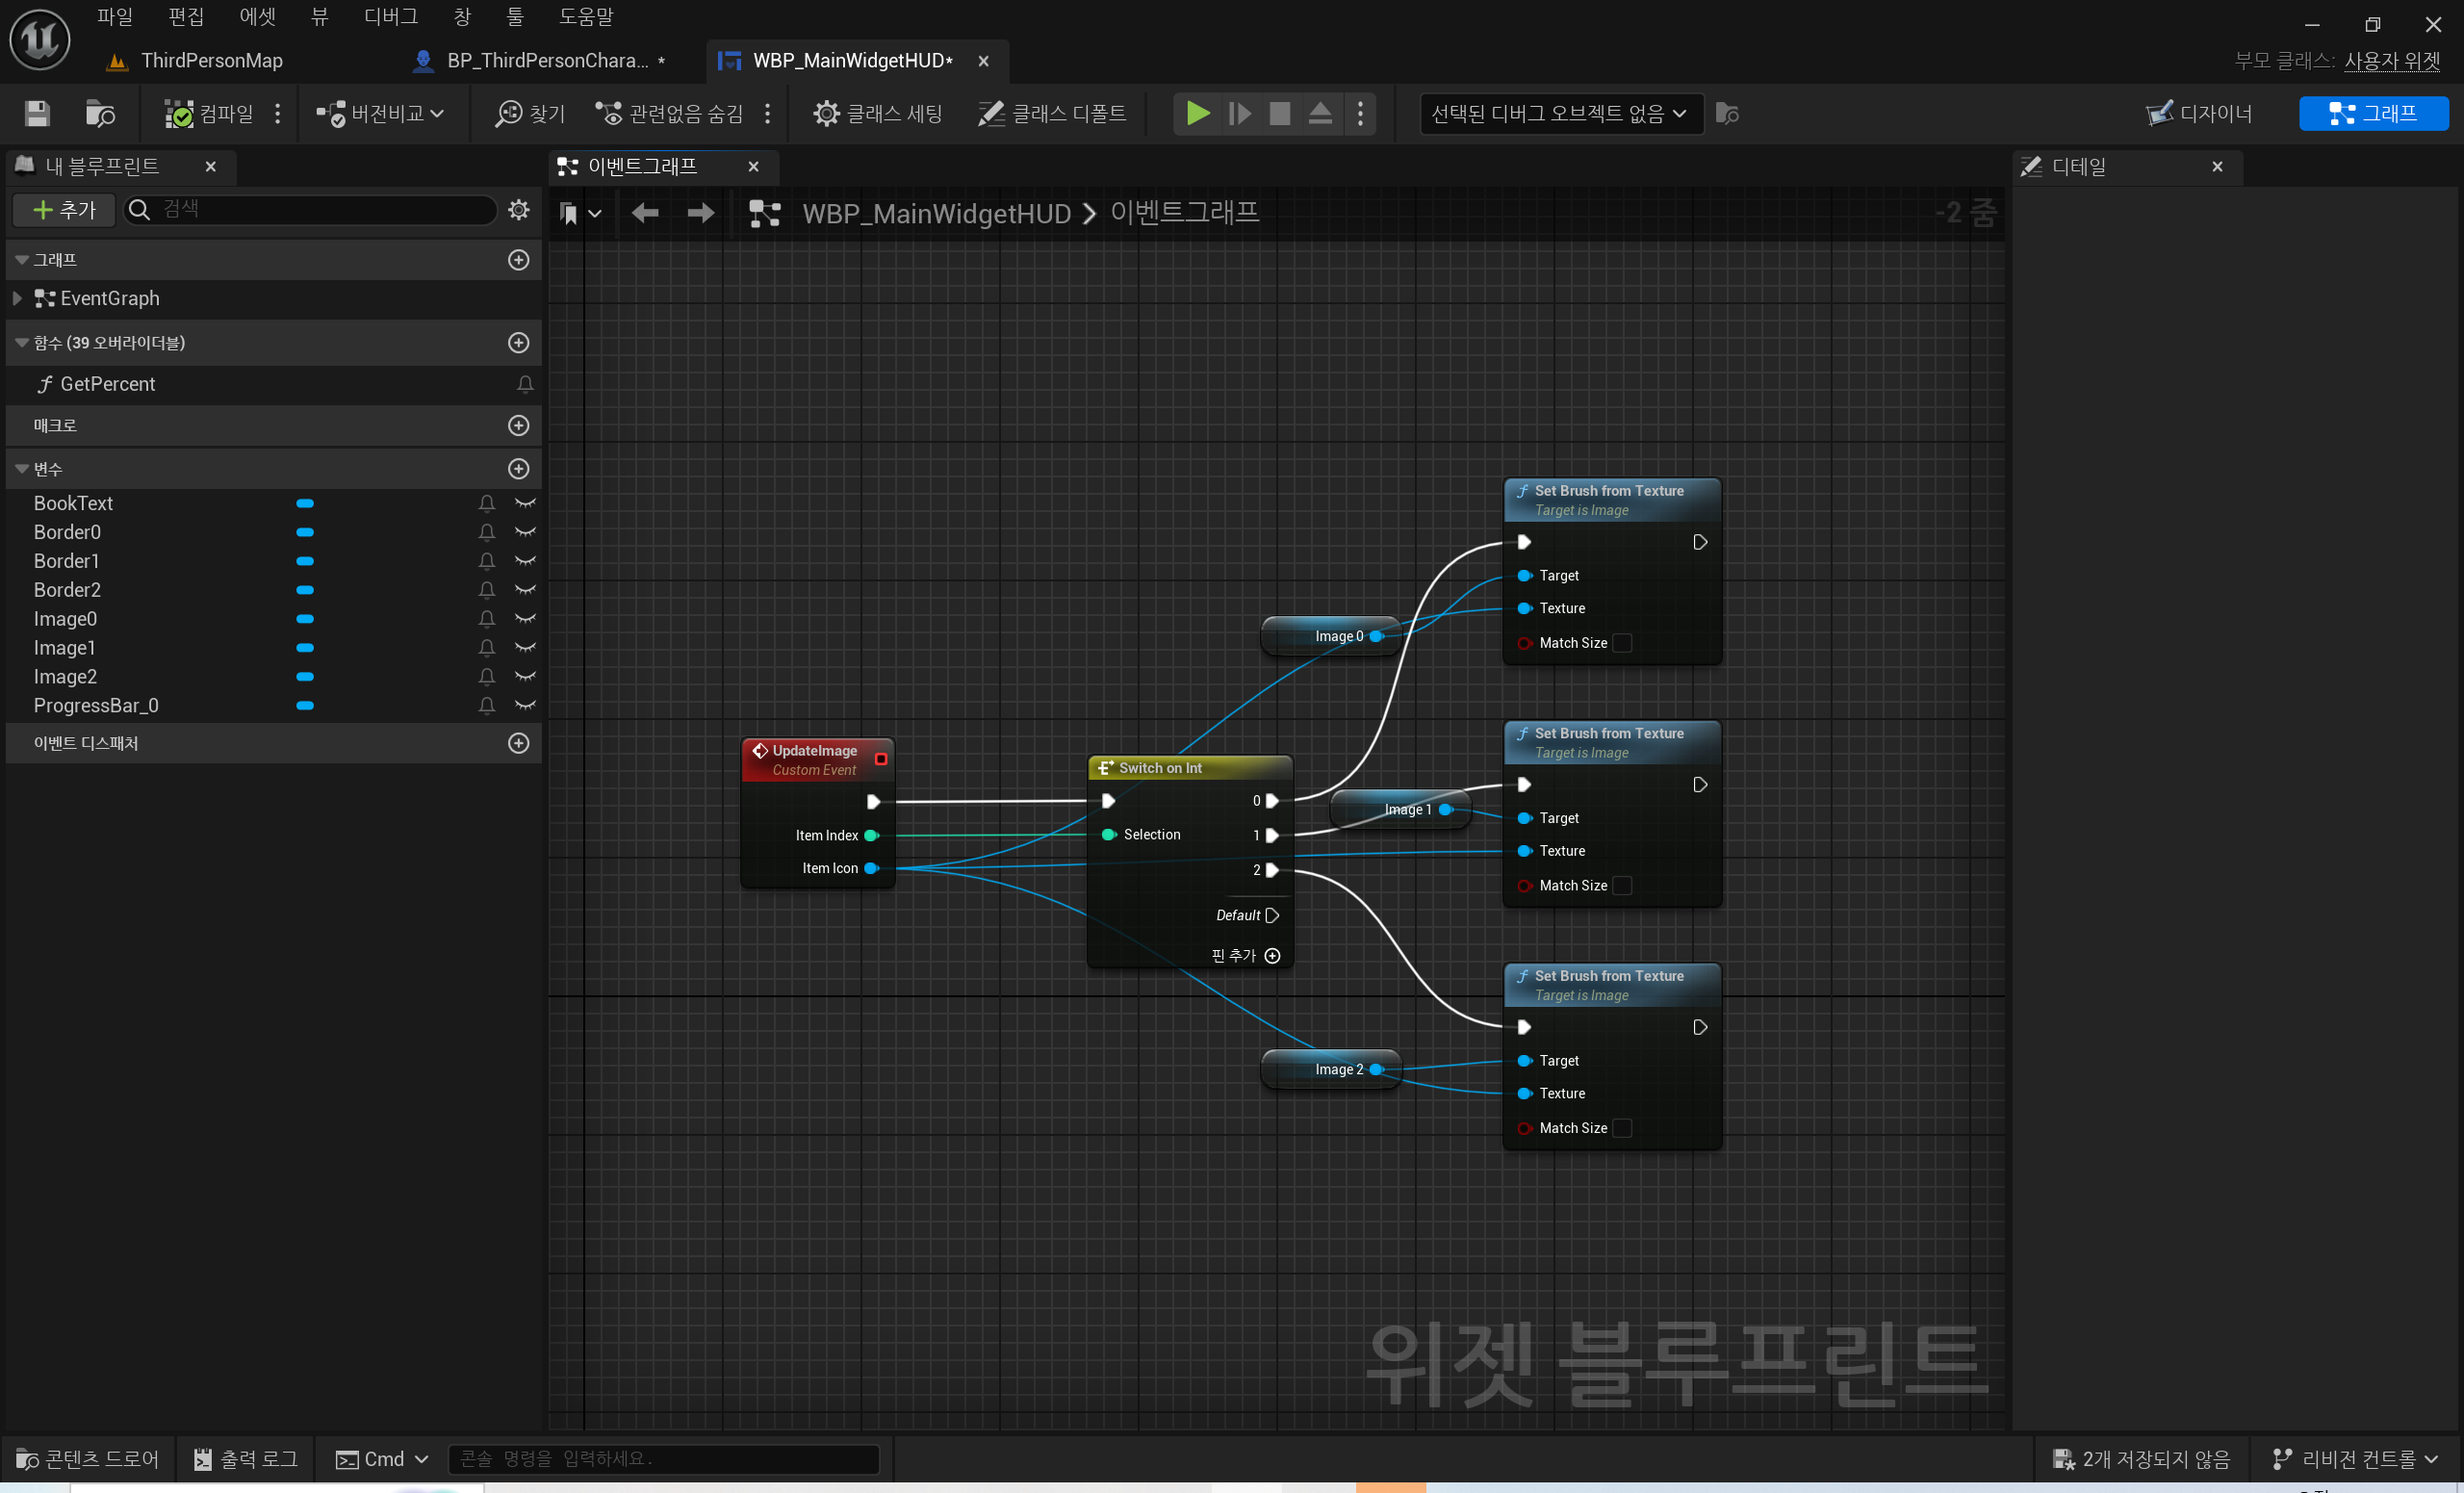 파일 편집 에셋 뷰 디버그 창 툴 도움말
ThirdPersonMap
BP_ThirdPersonChara... *
WBP_MainWidgetHUD*
부모 클래스: 사용자 위젯
컴파일
버전비교
찾기
관련없음 숨김
클래스 세팅
클래스 디폴트
선택된 디버그 오브젝트 없음
디자이너
그래프
내 블루프린트
이벤트그래프
디테일
추가
검색
WBP_MainWidgetHUD > 이벤트그래프
-2 줌
그래프
EventGraph
함수 (39 오버라이더블)
GetPercent
매크로
변수
BookText
Border0
Border1
Border2
Image0
Image1
Image2
ProgressBar_0
이벤트 디스패처
Set Brush from Texture
Target is Image
Target
Texture
Match Size
Image 0
UpdateImage
Custom Event
Item Index
Item Icon
Switch on Int
0
Selection
1
2
Default
핀 추가
Image 1
Set Brush from Texture
Target is Image
Target
Texture
Match Size
Set Brush from Texture
Target is Image
Target
Texture
Match Size
Image 2
위젯 블루프린트
콘텐츠 드로어
출력 로그
Cmd
콘솔 명령을 입력하세요.
2개 저장되지 않음
리비전 컨트롤